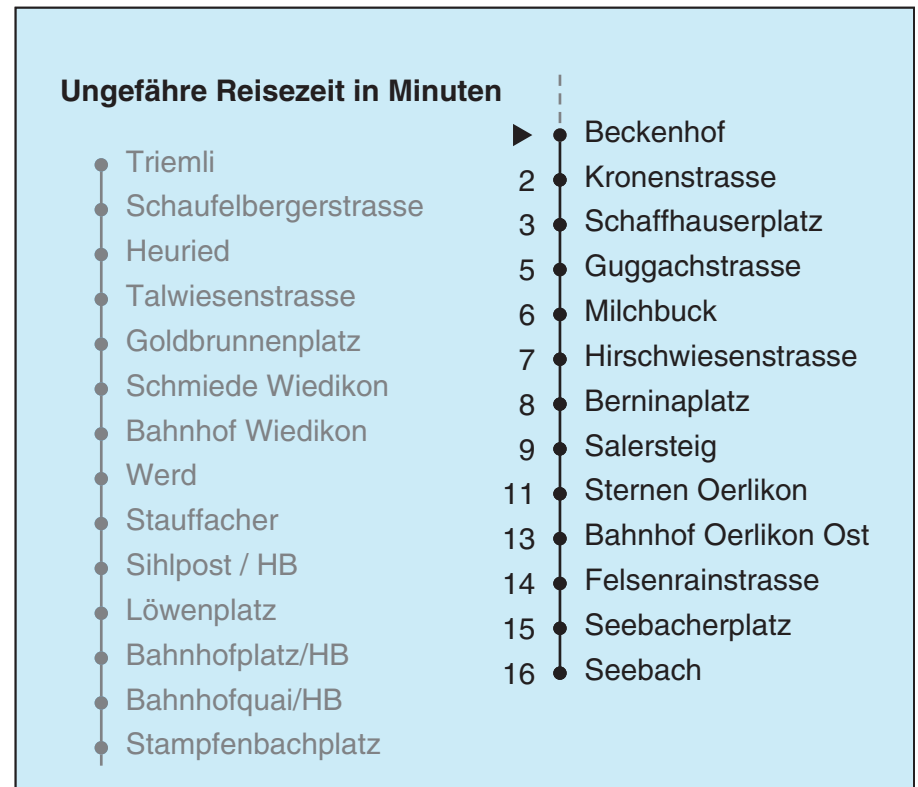 Ungefähre Reisezeit in Minuten
Triemli
Schaufelbergerstrasse
Heuried
Talwiesenstrasse
Goldbrunnenplatz
Schmiede Wiedikon
Bahnhof Wiedikon
Werd
Stauffacher
Sihlpost / HB
Löwenplatz
Bahnhofplatz/HB
Bahnhofquai/HB
Stampfenbachplatz
Beckenhof
2 Kronenstrasse
3 Schaffhauserplatz
5 Guggachstrasse
6 Milchbuck
7 Hirschwiesenstrasse
8 Berninaplatz
9 Salersteig
11 Sternen Oerlikon
13 Bahnhof Oerlikon Ost
14 Felsenrainstrasse
15 Seebacherplatz
16 Seebach